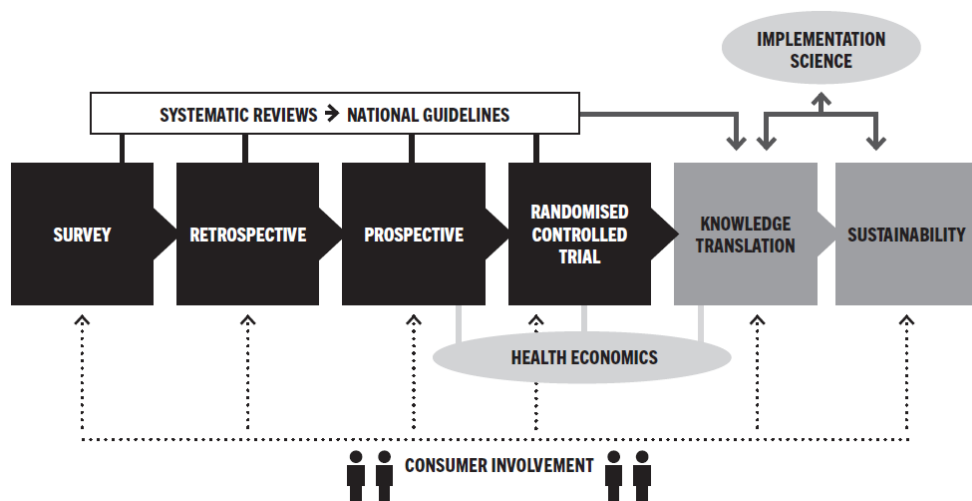 IMPLEMENTATION
SCIENCE
SYSTEMATIC REVIEWS → NATIONAL GUIDELINES
SURVEY
RETROSPECTIVE
PROSPECTIVE
RANDOMISED
CONTROLLED
TRIAL
KNOWLEDGE
TRANSLATION
SUSTAINABILITY
HEALTH ECONOMICS
CONSUMER INVOLVEMENT